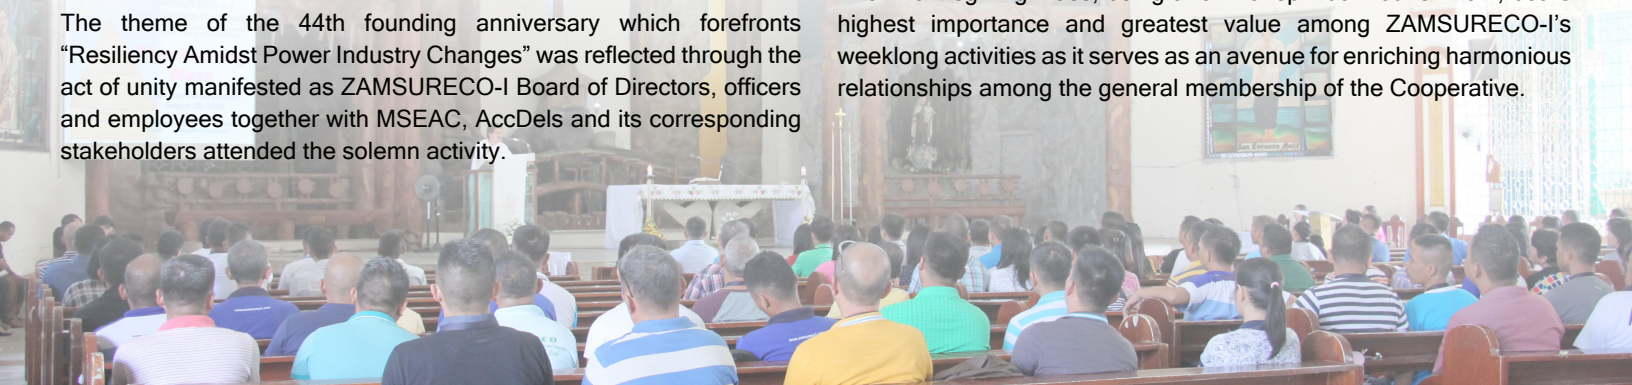 The theme of the 44th founding anniversary which forefronts
“Resiliency Amidst Power Industry Changes” was reflected through the
act of unity manifested as ZAMSURECO-I Board of Directors, officers
and employees together with MSEAC, AccDels and its corresponding
stakeholders attended the solemn activity.
highest importance and greatest value among ZAMSURECO-I’s
weeklong activities as it serves as an avenue for enriching harmonious
relationships among the general membership of the Cooperative.
San Lorenzo Ruiz